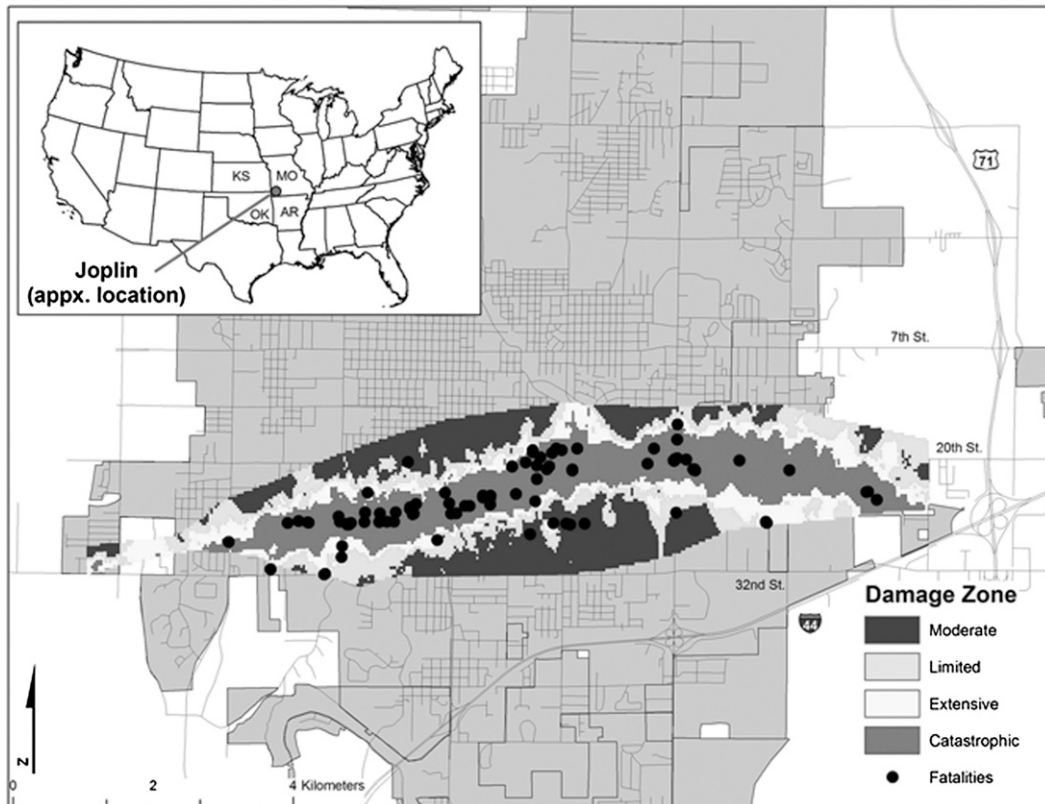 KS
MO
OK
AR
Joplin
(appx. location)
71
7th St.
20th St.
32nd St.
44
Damage Zone
Moderate
Limited
Extensive
Catastrophic
Fatalities
N
0
2
4 Kilometers